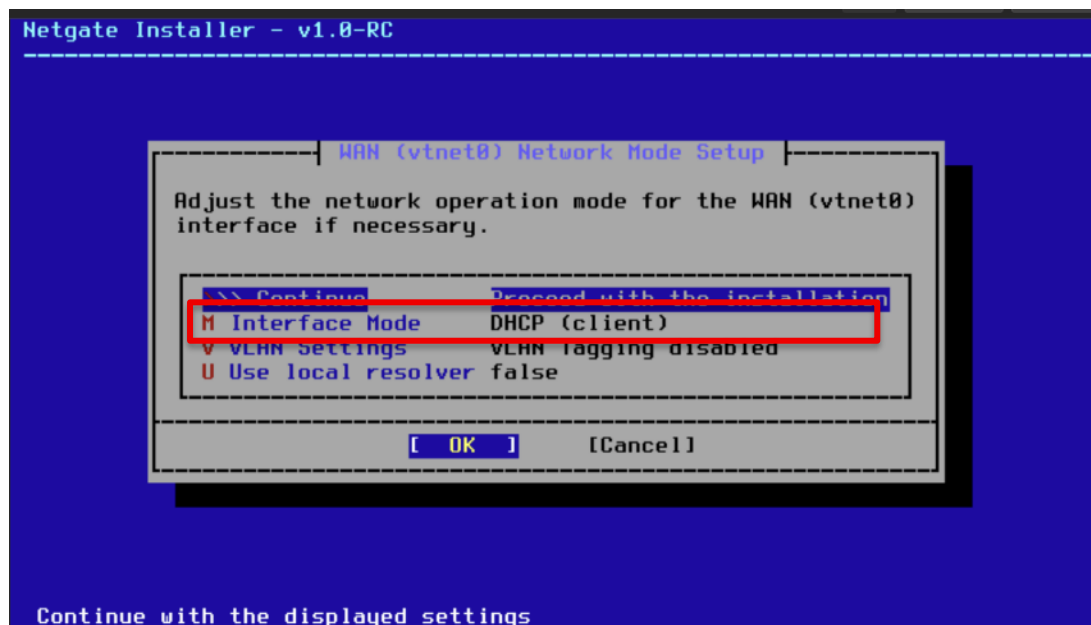 Netgate Installer - v1.0-RC
WAN (vtnet0) Network Mode Setup
Adjust the network operation mode for the WAN (vtnet0)
interface if necessary.
>>> Continue Proceed with the installation
M Interface Mode DHCP (client)
V VLAN Settings VLAN Tagging disabled
U Use local resolver false
[ OK ] [Cancel]
Continue with the displayed settings